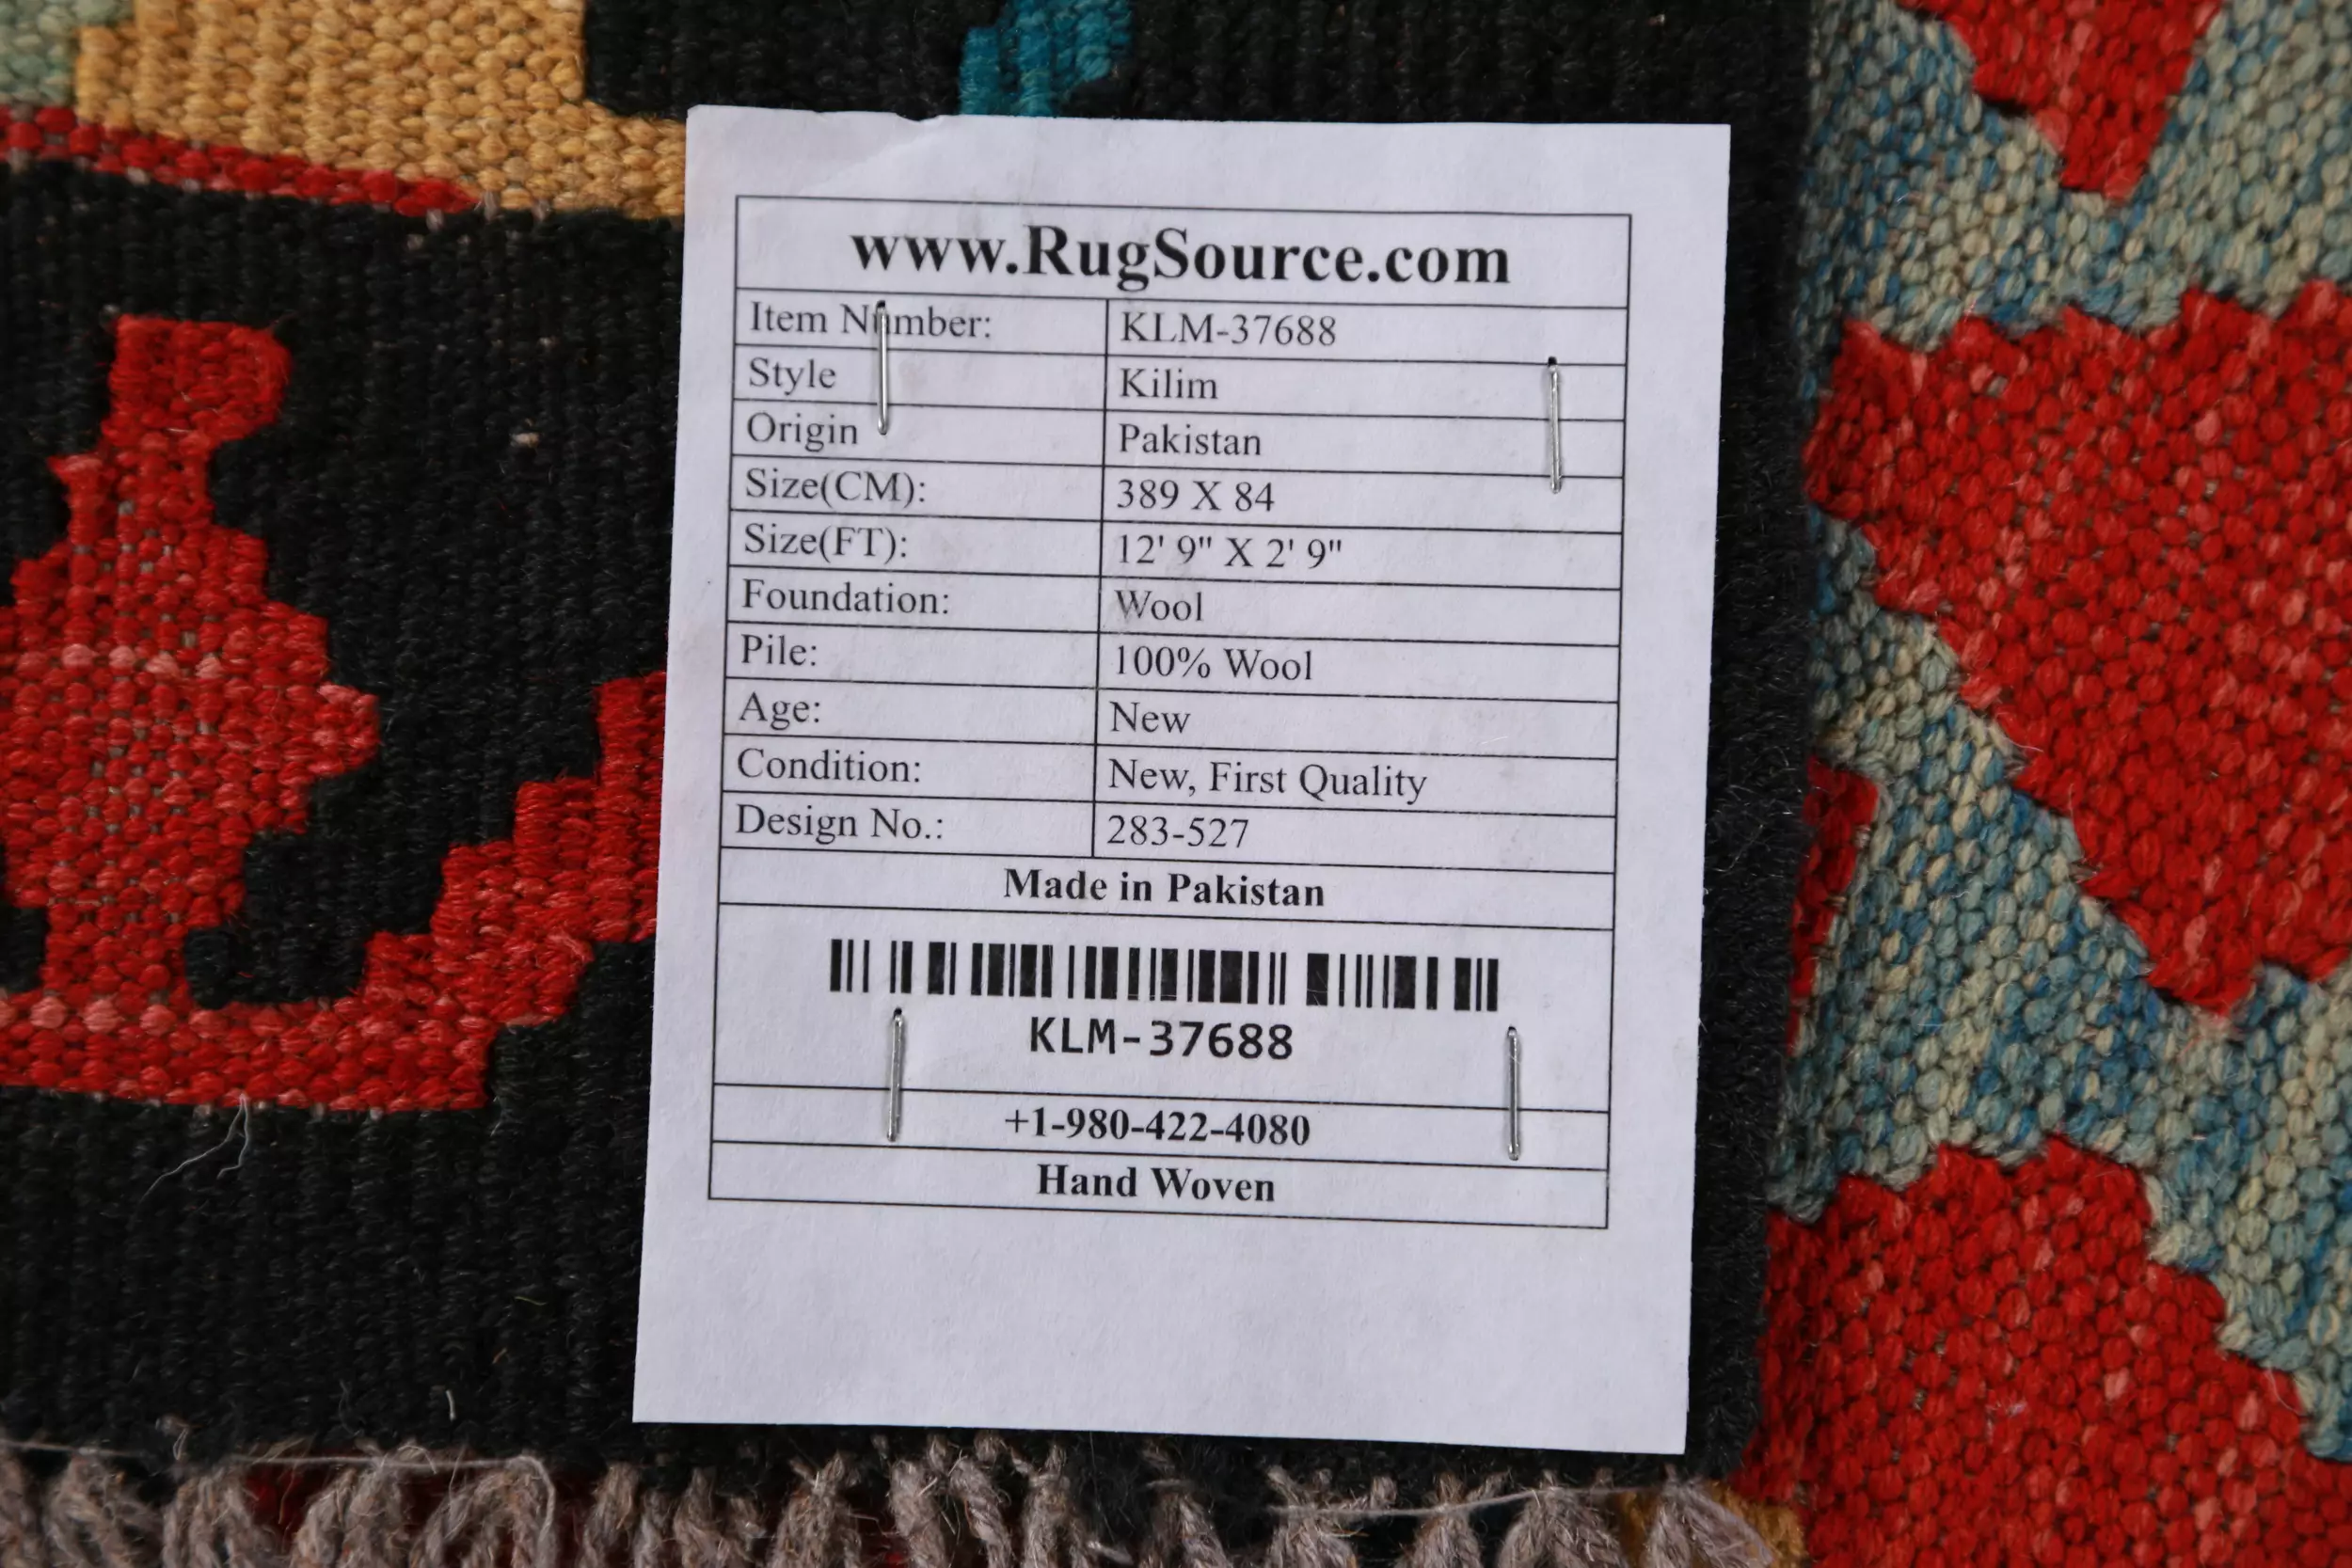 www.RugSource.com
Item Number: KLM-37688
Style Kilim
Origin Pakistan
Size(CM): 389 X 84
Size(FT): 12' 9" X 2' 9"
Foundation: Wool
Pile: 100% Wool
Age: New
Condition: New, First Quality
Design No.: 283-527
Made in Pakistan
KLM-37688
+1-980-422-4080
Hand Woven